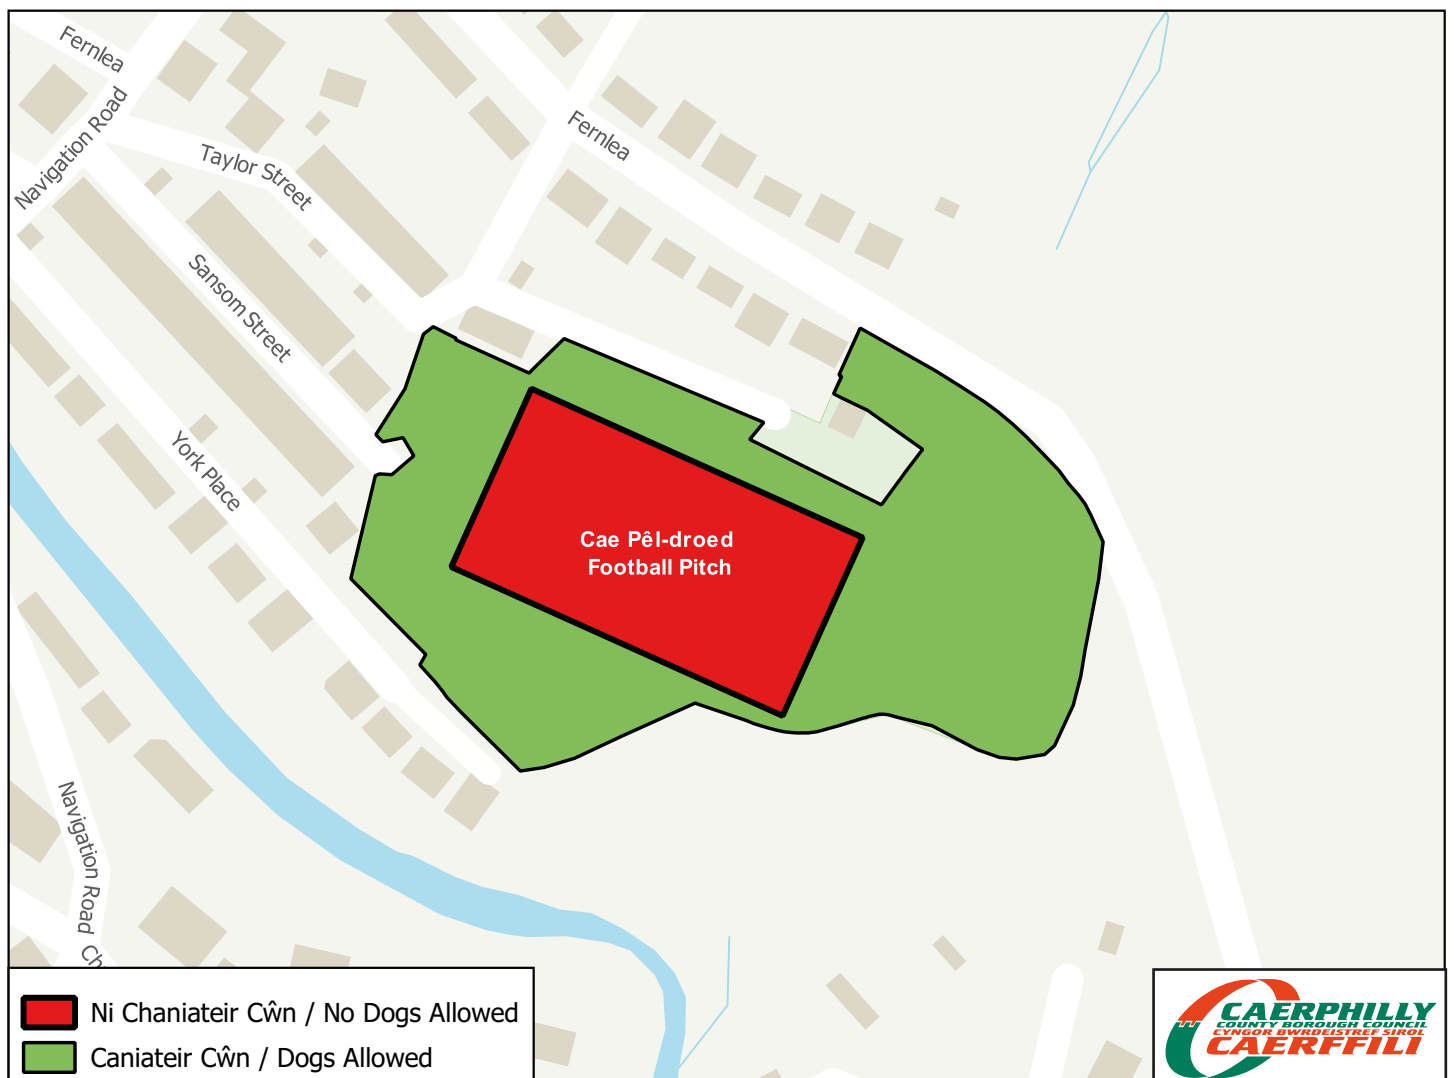 Fernlea
Navigation Road
Taylor Street
Fernlea
Sansom Street
York Place
Cae Pêl-droed
Football Pitch
Navigation Road
Ch
Ni Chaniateir Cŵn / No Dogs Allowed
Caniateir Cŵn / Dogs Allowed
CAERPHILLY
COUNTY BOROUGH COUNCIL
CYNGOR BWRDEISTREF SIROL
CAERFFILI